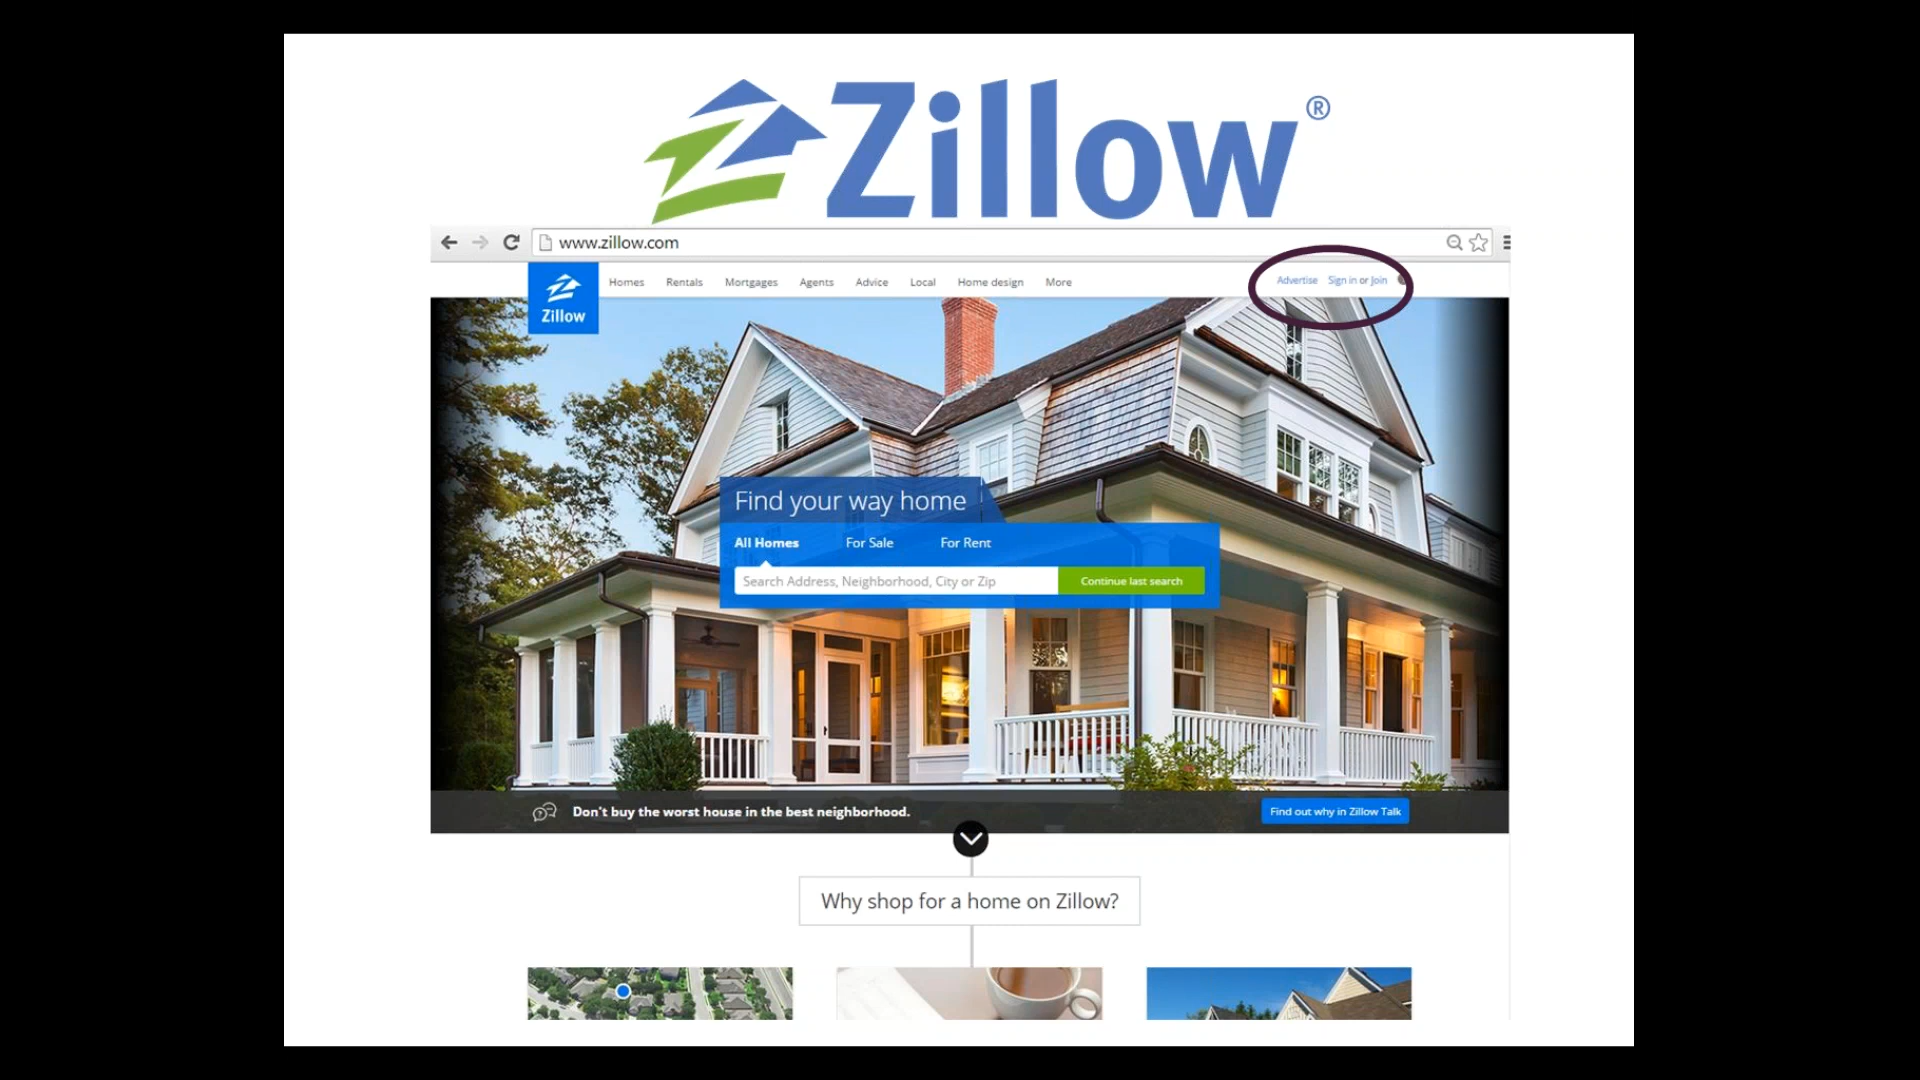 Zillow®
www.zillow.com
Zillow
Homes Rentals Mortgages Agents Advice Local Home design More
Advertise Sign in or Join
Find your way home
All Homes For Sale For Rent
Search Address, Neighborhood, City or Zip
Continue last search
Don't buy the worst house in the best neighborhood.
Find out why in Zillow Talk
Why shop for a home on Zillow?